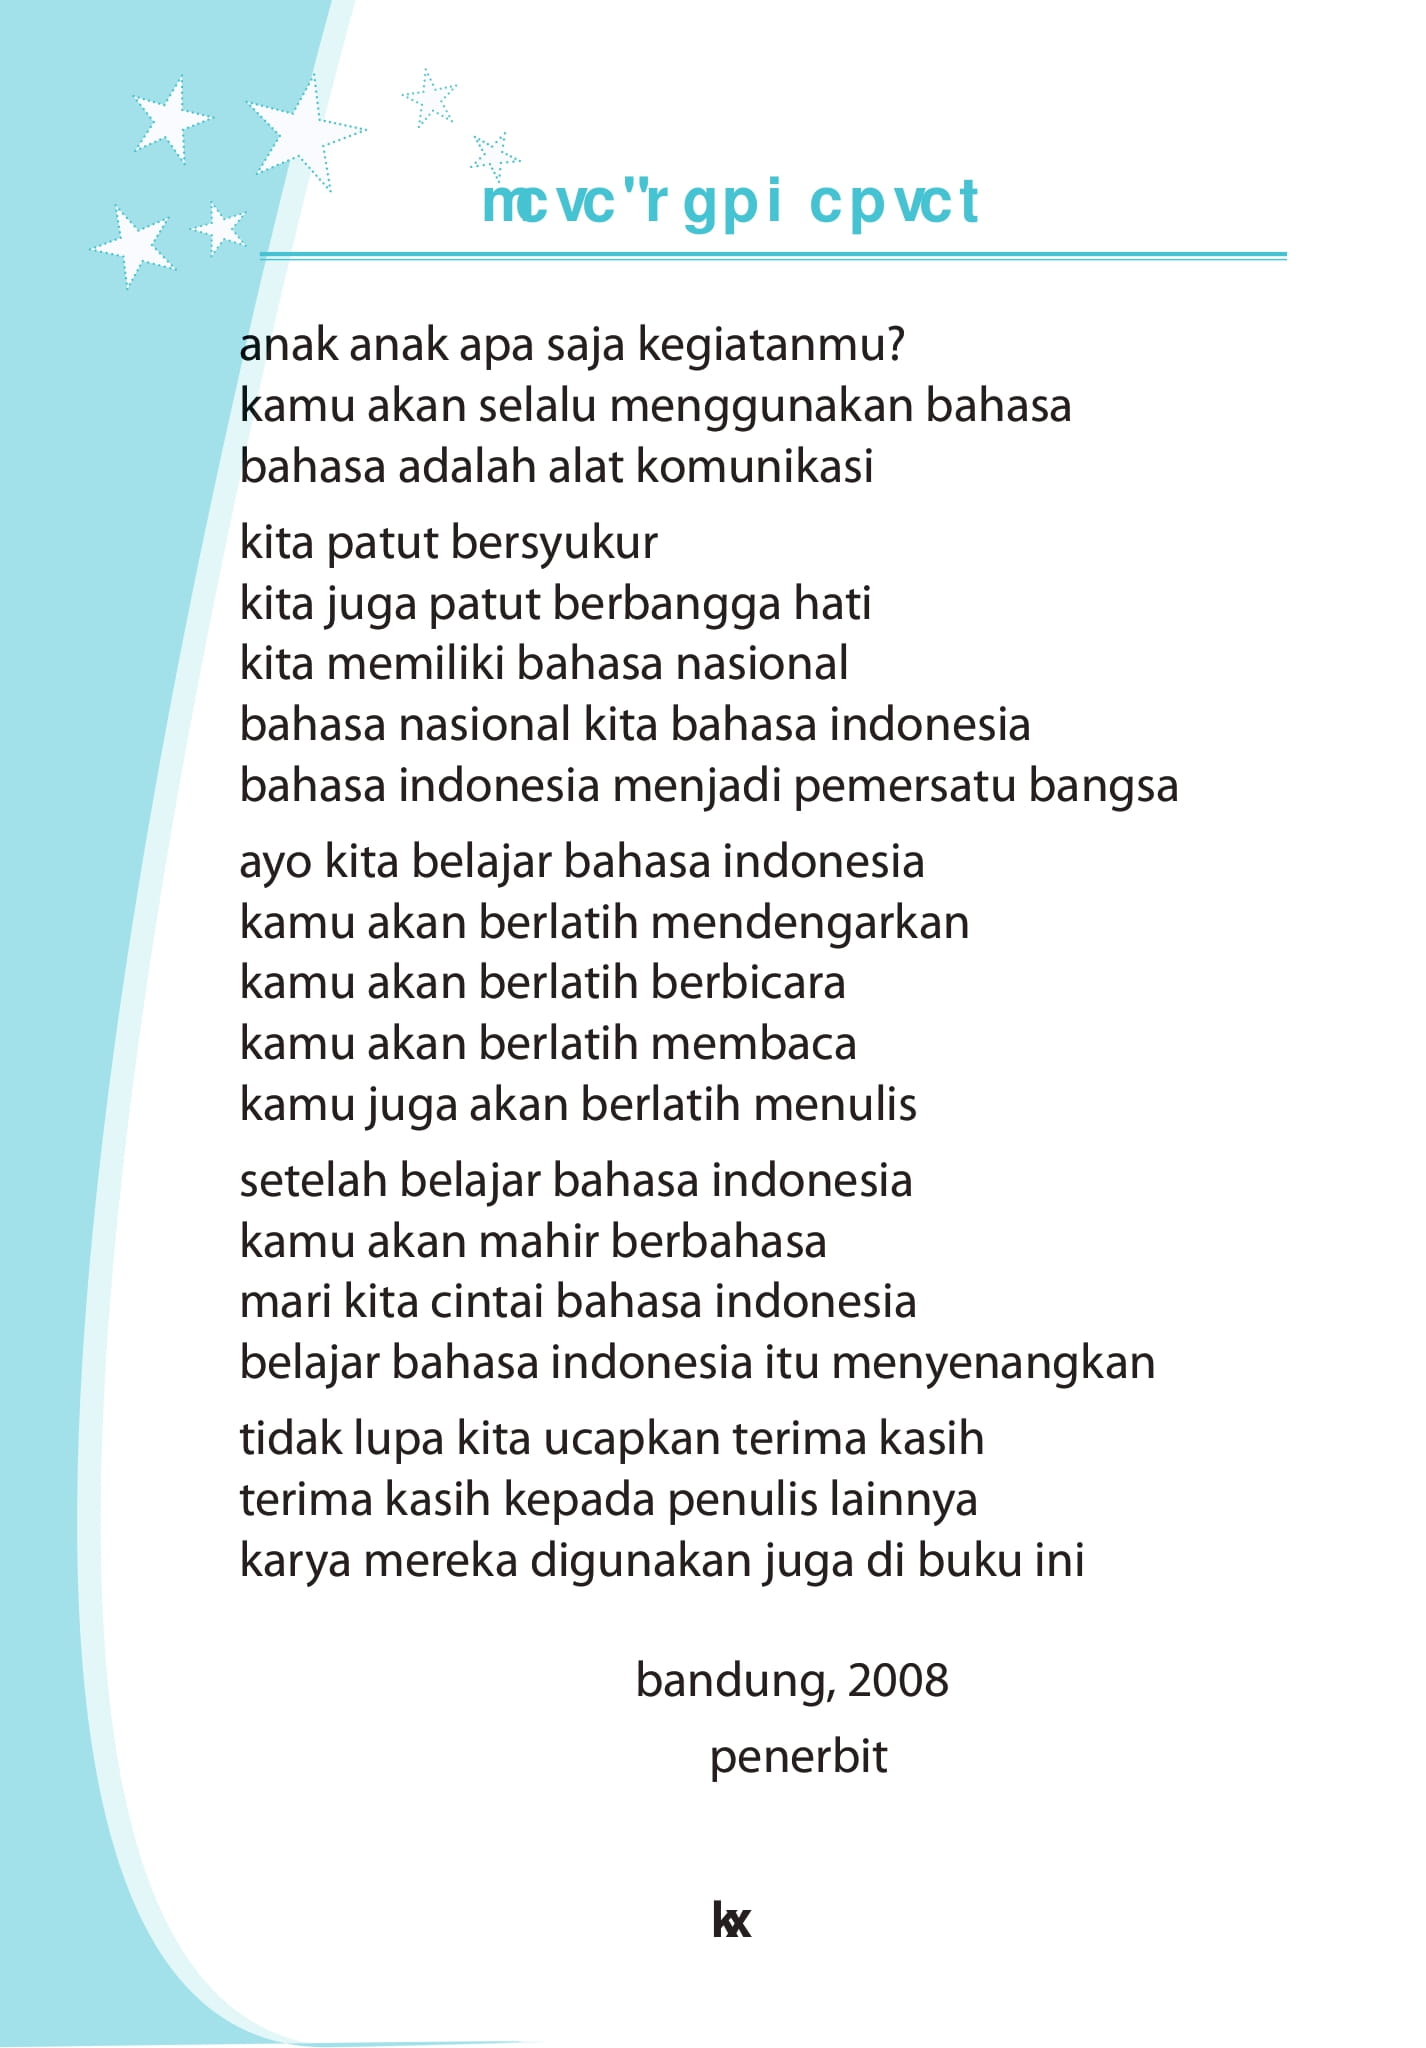 mcvc"rgpi cpvct
anak anak apa saja kegiatanmu?
kamu akan selalu menggunakan bahasa
bahasa adalah alat komunikasi
kita patut bersyukur
kita juga patut berbangga hati
kita memiliki bahasa nasional
bahasa nasional kita bahasa indonesia
bahasa indonesia menjadi pemersatu bangsa
ayo kita belajar bahasa indonesia
kamu akan berlatih mendengarkan
kamu akan berlatih berbicara
kamu akan berlatih membaca
kamu juga akan berlatih menulis
setelah belajar bahasa indonesia
kamu akan mahir berbahasa
mari kita cintai bahasa indonesia
belajar bahasa indonesia itu menyenangkan
tidak lupa kita ucapkan terima kasih
terima kasih kepada penulis lainnya
karya mereka digunakan juga di buku ini
bandung, 2008
penerbit
kx